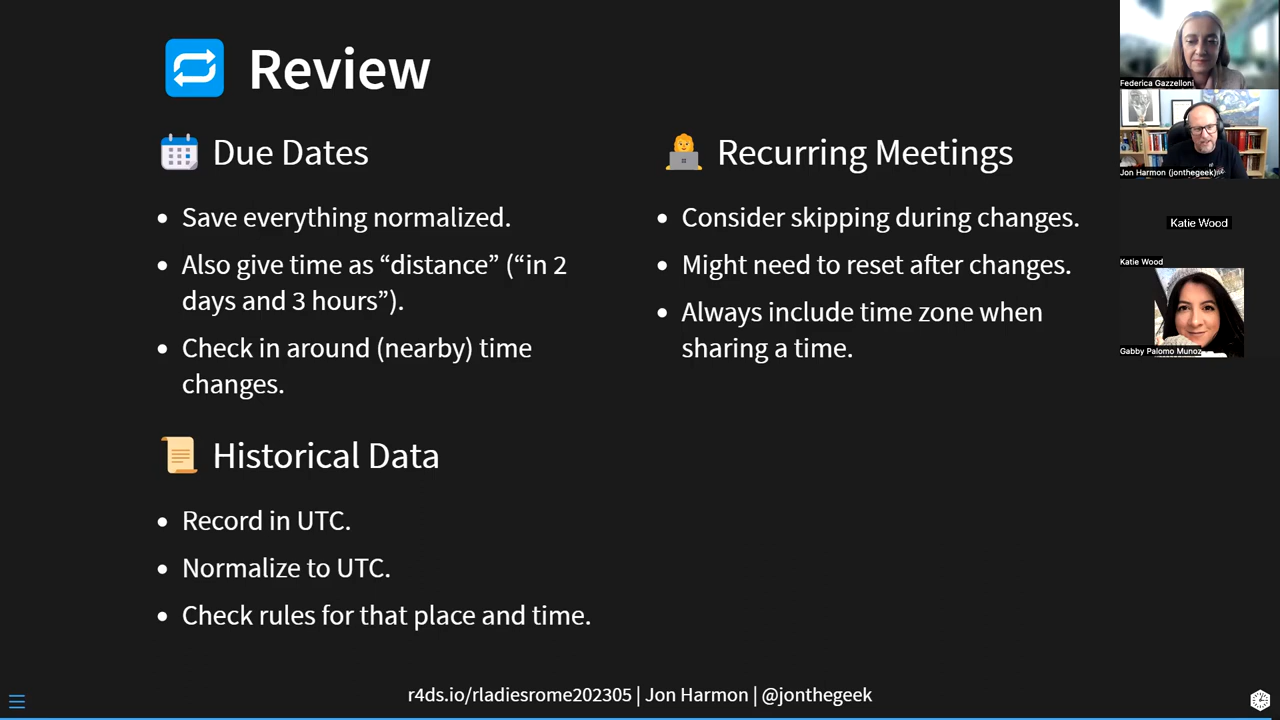 Review
Due Dates
Save everything normalized.
Also give time as “distance” (“in 2
days and 3 hours”).
Check in around (nearby) time
changes.
Recurring Meetings
Consider skipping during changes.
Might need to reset after changes.
Always include time zone when
sharing a time.
Historical Data
Record in UTC.
Normalize to UTC.
Check rules for that place and time.
r4ds.io/rladiesrome202305 | Jon Harmon | @jonthegeek
Federica Gazzelloni
Jon Harmon (jonthegeek)
Katie Wood
Katie Wood
Gabby Palomo Munoz